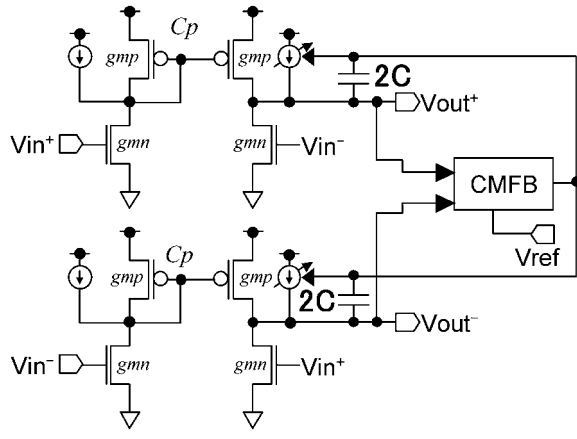 Cp
gmp
gmp
2C
Vout+
Vin+
gmn
gmn
Vin−
CMFB
Vref
Cp
gmp
gmp
2C
Vout−
Vin−
gmn
gmn
Vin+